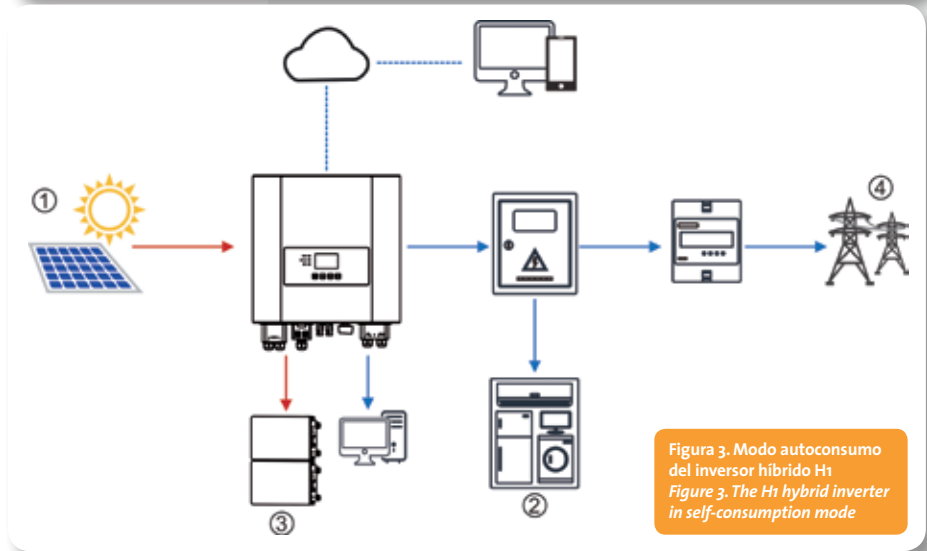 ①
④
③
②
Figura 3. Modo autoconsumo
del inversor híbrido H1
Figure 3. The H1 hybrid inverter
in self-consumption mode